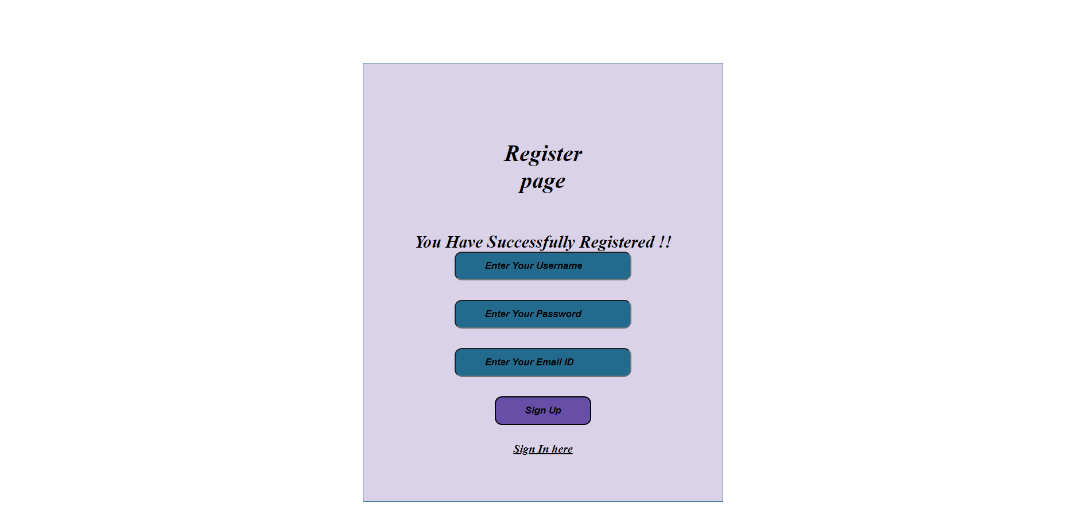 Register
page
You Have Successfully Registered !!
Enter Your Username
Enter Your Password
Enter Your Email ID
Sign Up
Sign In here